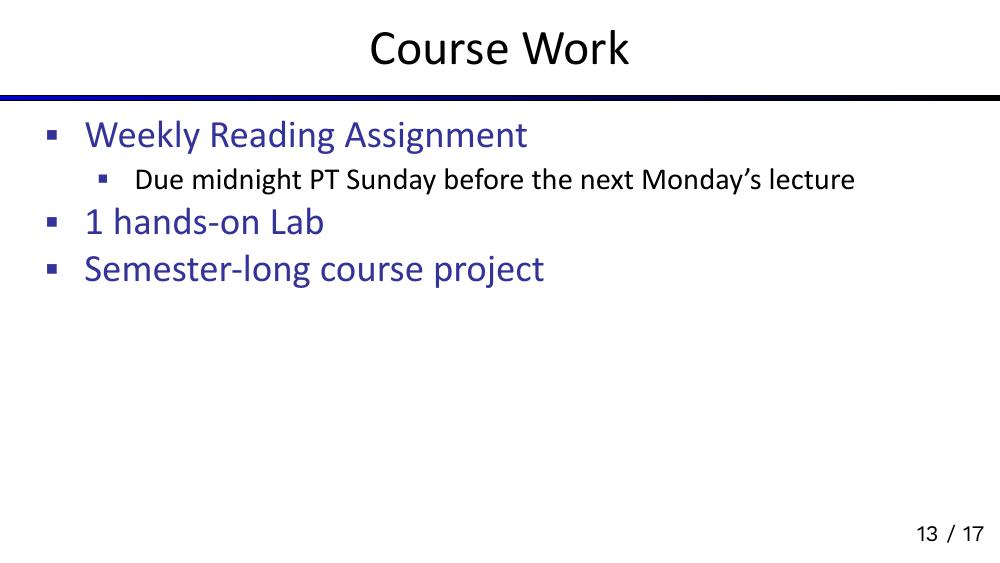 Course Work
▪ Weekly Reading Assignment
▪ Due midnight PT Sunday before the next Monday’s lecture
▪ 1 hands-on Lab
▪ Semester-long course project
13 / 17